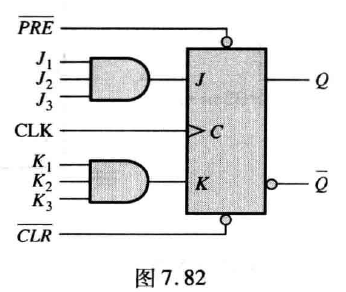 PRE
J₁
J₂ J Q
J₃
CLK C
K₁
K₂ K Q̅
K₃
CLR
图 7.82